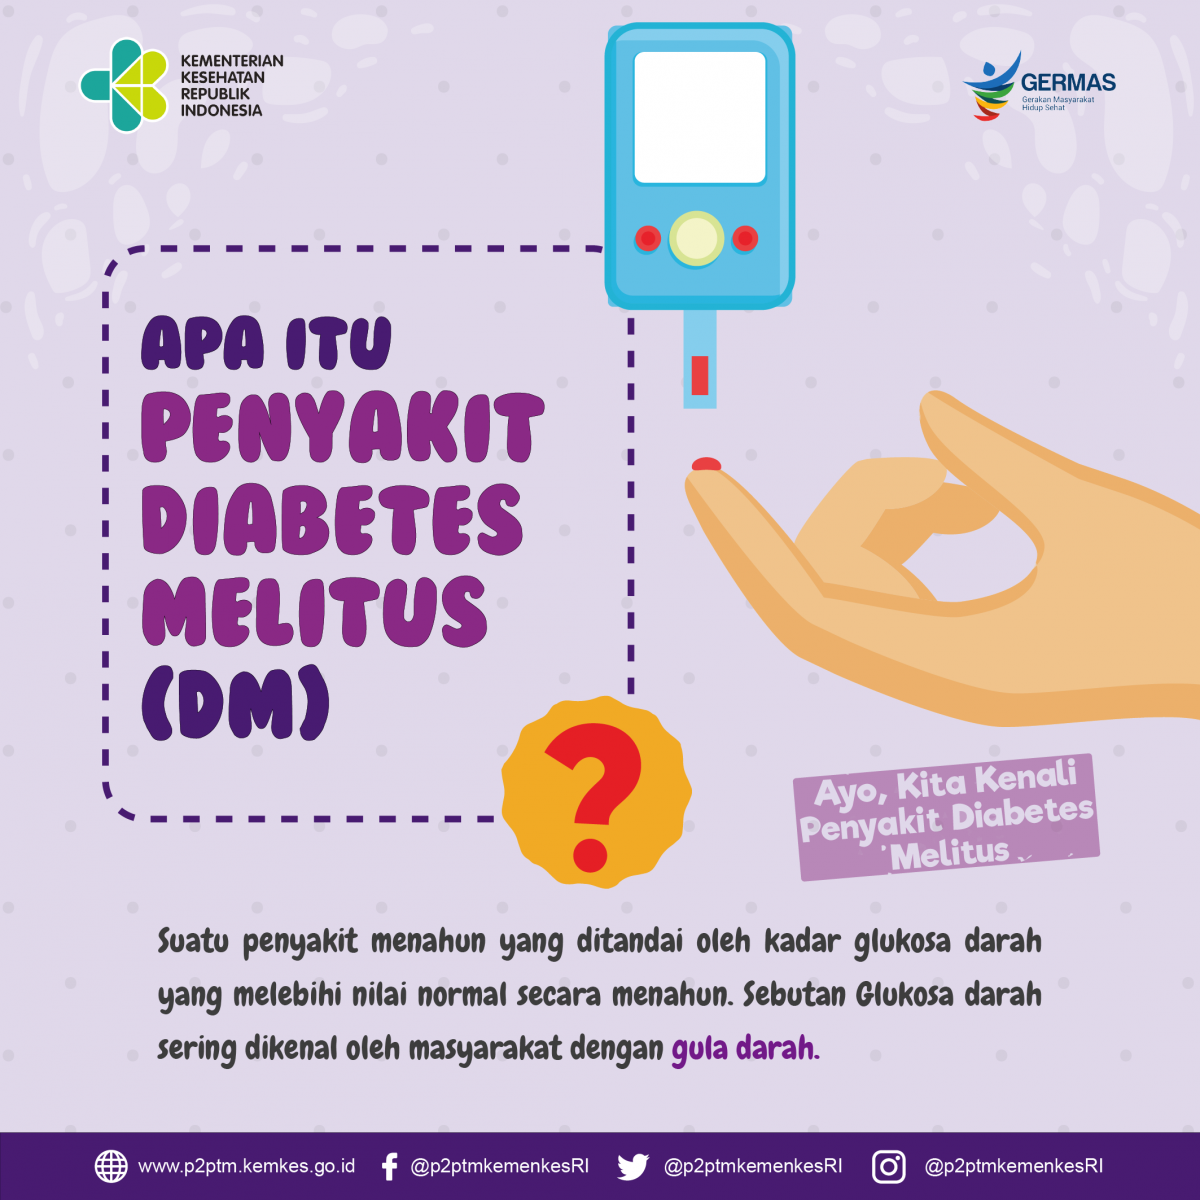 KEMENTERIAN
KESEHATAN
REPUBLIK
INDONESIA
GERMAS
Gerakan Masyarakat
Hidup Sehat
APA ITU
PENYAKIT
DIABETES
MELITUS
(DM)
?
Ayo, Kita Kenali
Penyakit Diabetes
Melitus
Suatu penyakit menahun yang ditandai oleh kadar glukosa darah
yang melebihi nilai normal secara menahun. Sebutan Glukosa darah
sering dikenal oleh masyarakat dengan gula darah.
www.p2ptm.kemkes.go.id @p2ptmkemenkesRI @p2ptmkemenkesRI @p2ptmkemenkesRI